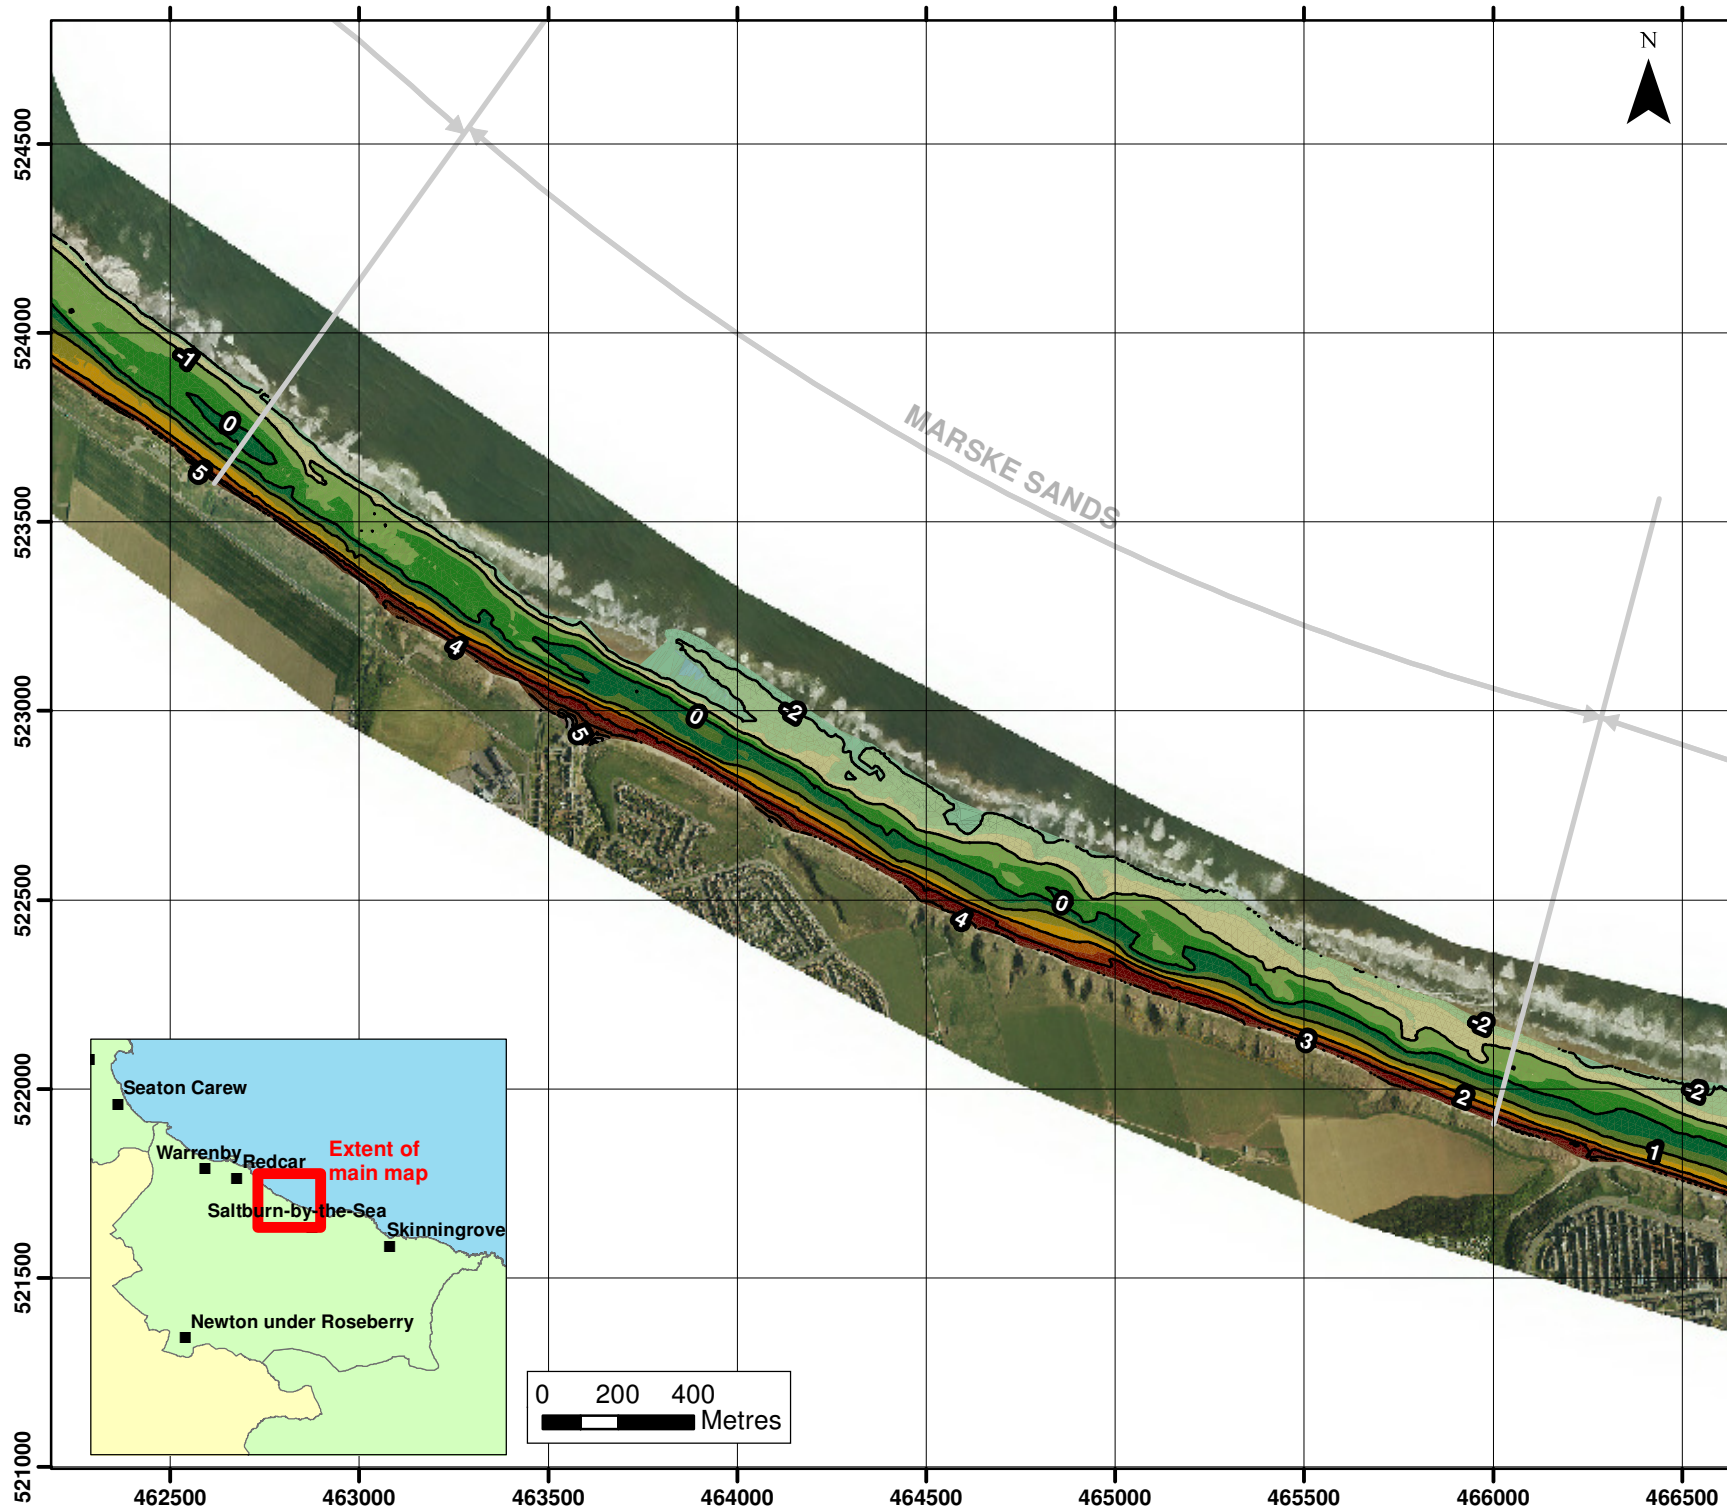 N
524500
524000
523500
523000
522500
522000
521500
521000
MARSKE SANDS
-1
0
5
4
5
0
-2
4
0
3
-2
2
-2
1
Seaton Carew
Warrenby
Redcar
Extent of
main map
Saltburn-by-the-Sea
Skinningrove
Newton under Roseberry
0 200 400
Metres
462500 463000 463500 464000 464500 465000 465500 466000 466500